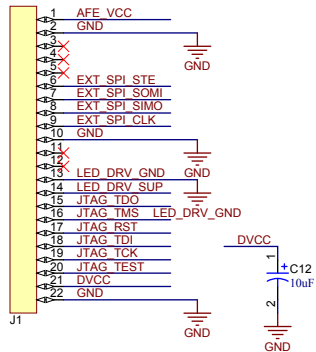 1 AFE_VCC
2 GND
3
4
5
GND
6 EXT_SPI_STE
7 EXT_SPI_SOMI
8 EXT_SPI_SIMO
9 EXT_SPI_CLK
10 GND
11
12
GND
13 LED_DRV_GND
14 LED_DRV_SUP
15 JTAG_TDO
GND
16 JTAG_TMS LED_DRV_GND
17 JTAG_RST
18 JTAG_TDI
DVCC
19 JTAG_TCK
1
20 JTAG_TEST
+ C12
21 DVCC
10uF
22 GND
2
J1
GND
GND